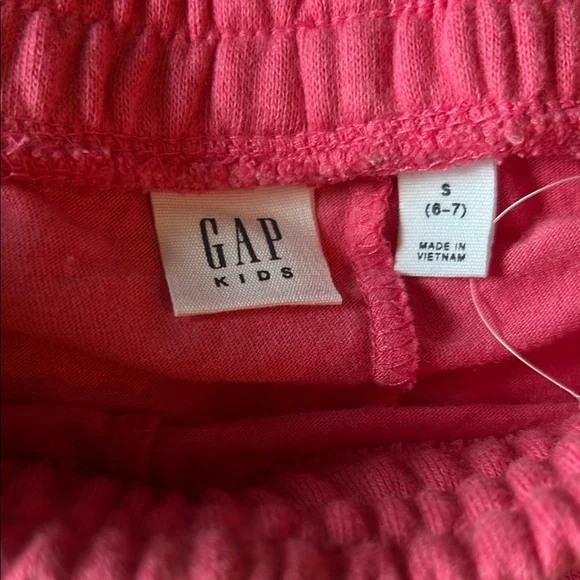 GAP
KIDS
S
(6-7)
MADE IN
VIETNAM